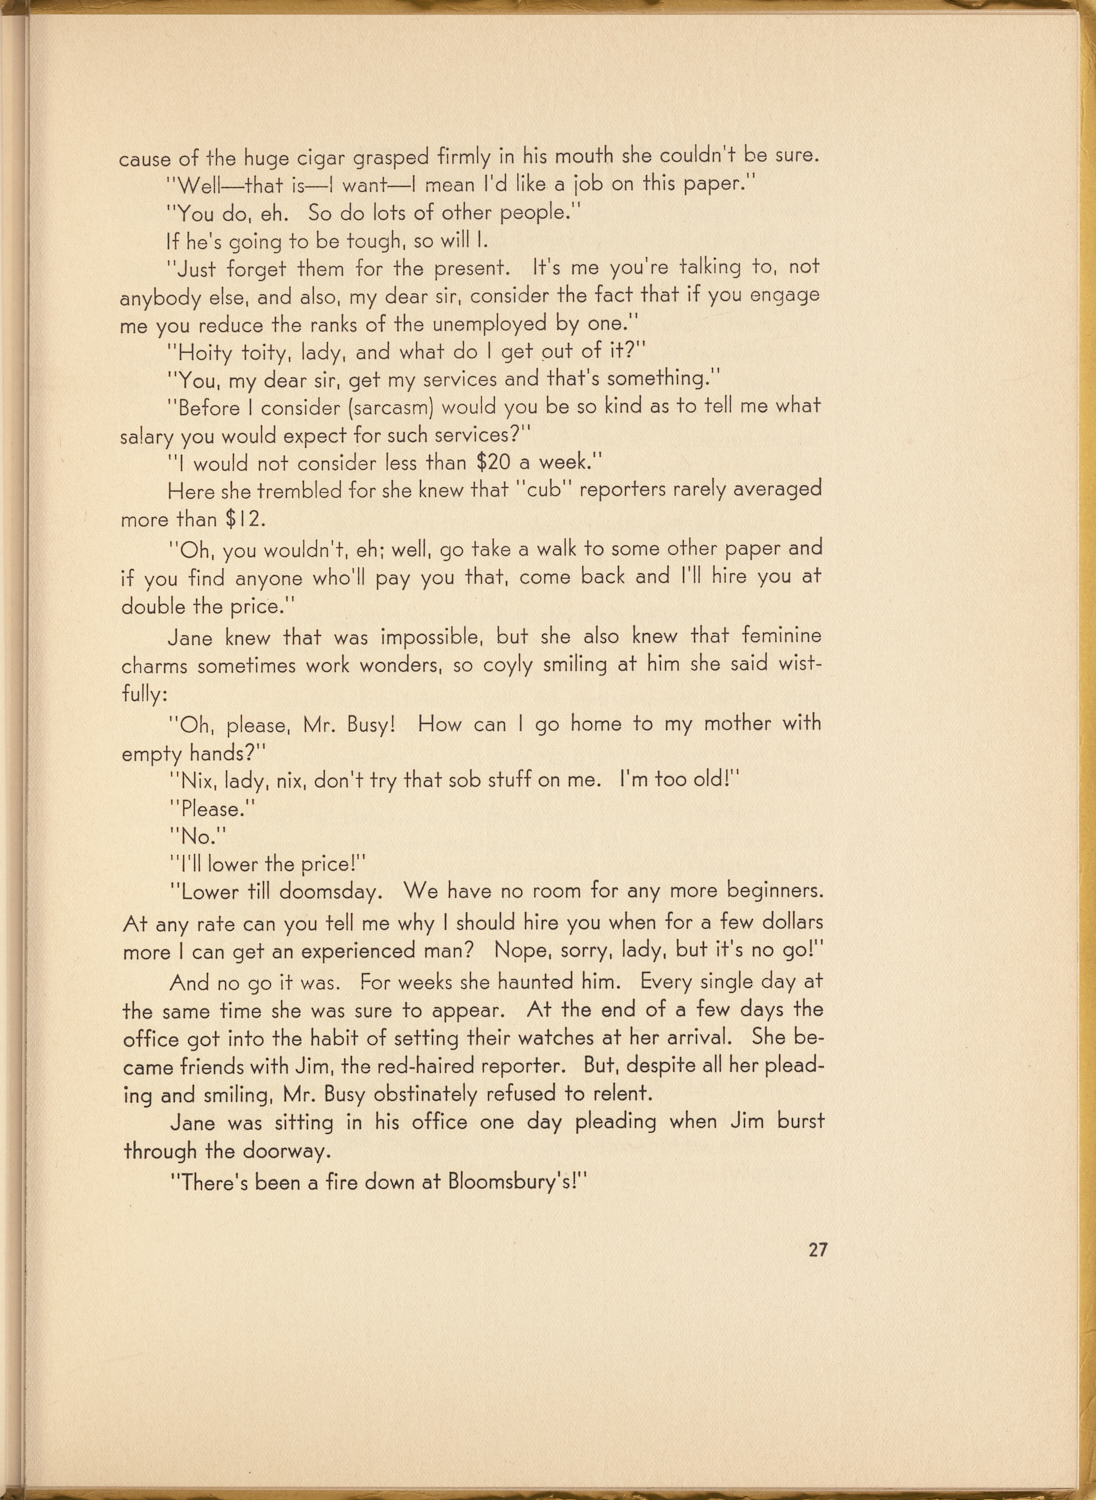 cause of the huge cigar grasped firmly in his mouth she couldn't be sure.
"Well—that is—I want—I mean I'd like a job on this paper."
"You do, eh. So do lots of other people."
If he's going to be tough, so will I.
"Just forget them for the present. It's me you're talking to, not
anybody else, and also, my dear sir, consider the fact that if you engage
me you reduce the ranks of the unemployed by one."
"Hoity toity, lady, and what do I get out of it?"
"You, my dear sir, get my services and that's something."
"Before I consider (sarcasm) would you be so kind as to tell me what
salary you would expect for such services?"
"I would not consider less than $20 a week."
Here she trembled for she knew that "cub" reporters rarely averaged
more than $12.
"Oh, you wouldn't, eh; well, go take a walk to some other paper and
if you find anyone who'll pay you that, come back and I'll hire you at
double the price."
Jane knew that was impossible, but she also knew that feminine
charms sometimes work wonders, so coyly smiling at him she said wist-
fully:
"Oh, please, Mr. Busy! How can I go home to my mother with
empty hands?"
"Nix, lady, nix, don't try that sob stuff on me. I'm too old!"
"Please."
"No."
"I'll lower the price!"
"Lower till doomsday. We have no room for any more beginners.
At any rate can you tell me why I should hire you when for a few dollars
more I can get an experienced man? Nope, sorry, lady, but it's no go!"
And no go it was. For weeks she haunted him. Every single day at
the same time she was sure to appear. At the end of a few days the
office got into the habit of setting their watches at her arrival. She be-
came friends with Jim, the red-haired reporter. But, despite all her plead-
ing and smiling, Mr. Busy obstinately refused to relent.
Jane was sitting in his office one day pleading when Jim burst
through the doorway.
"There's been a fire down at Bloomsbury's!"
27